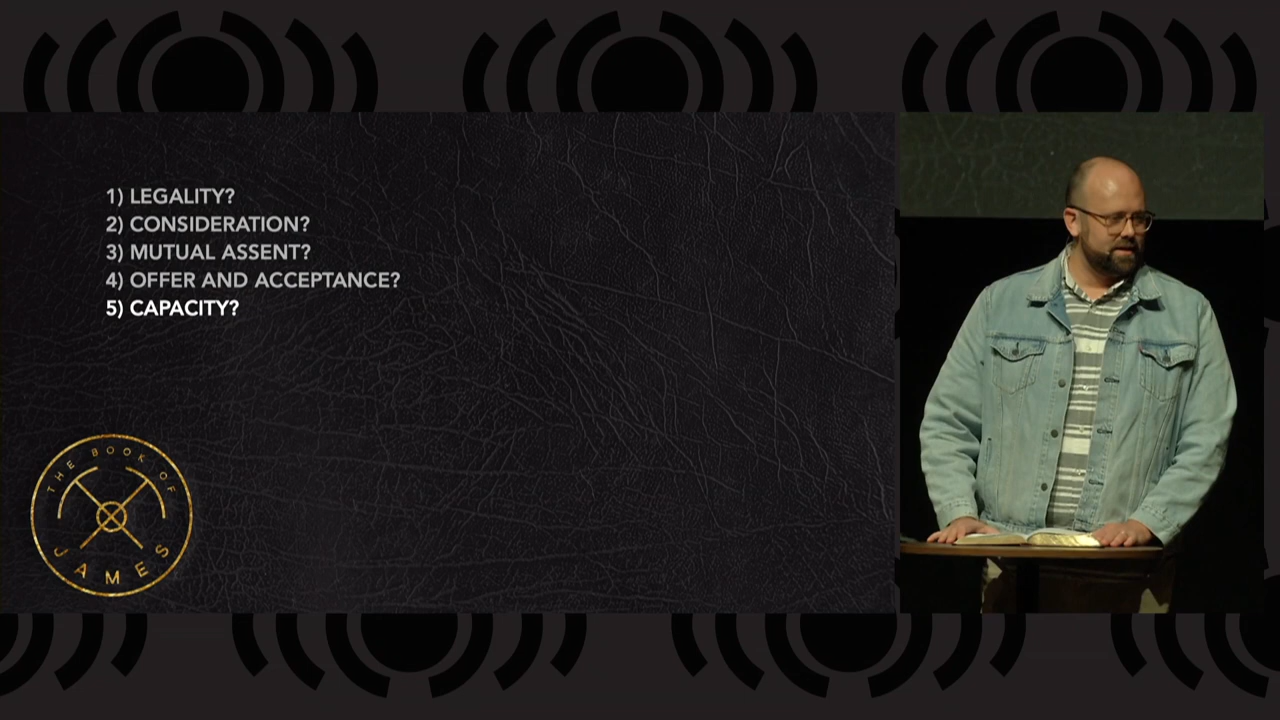 1) LEGALITY?
2) CONSIDERATION?
3) MUTUAL ASSENT?
4) OFFER AND ACCEPTANCE?
5) CAPACITY?
THE BOOK OF
JAMES